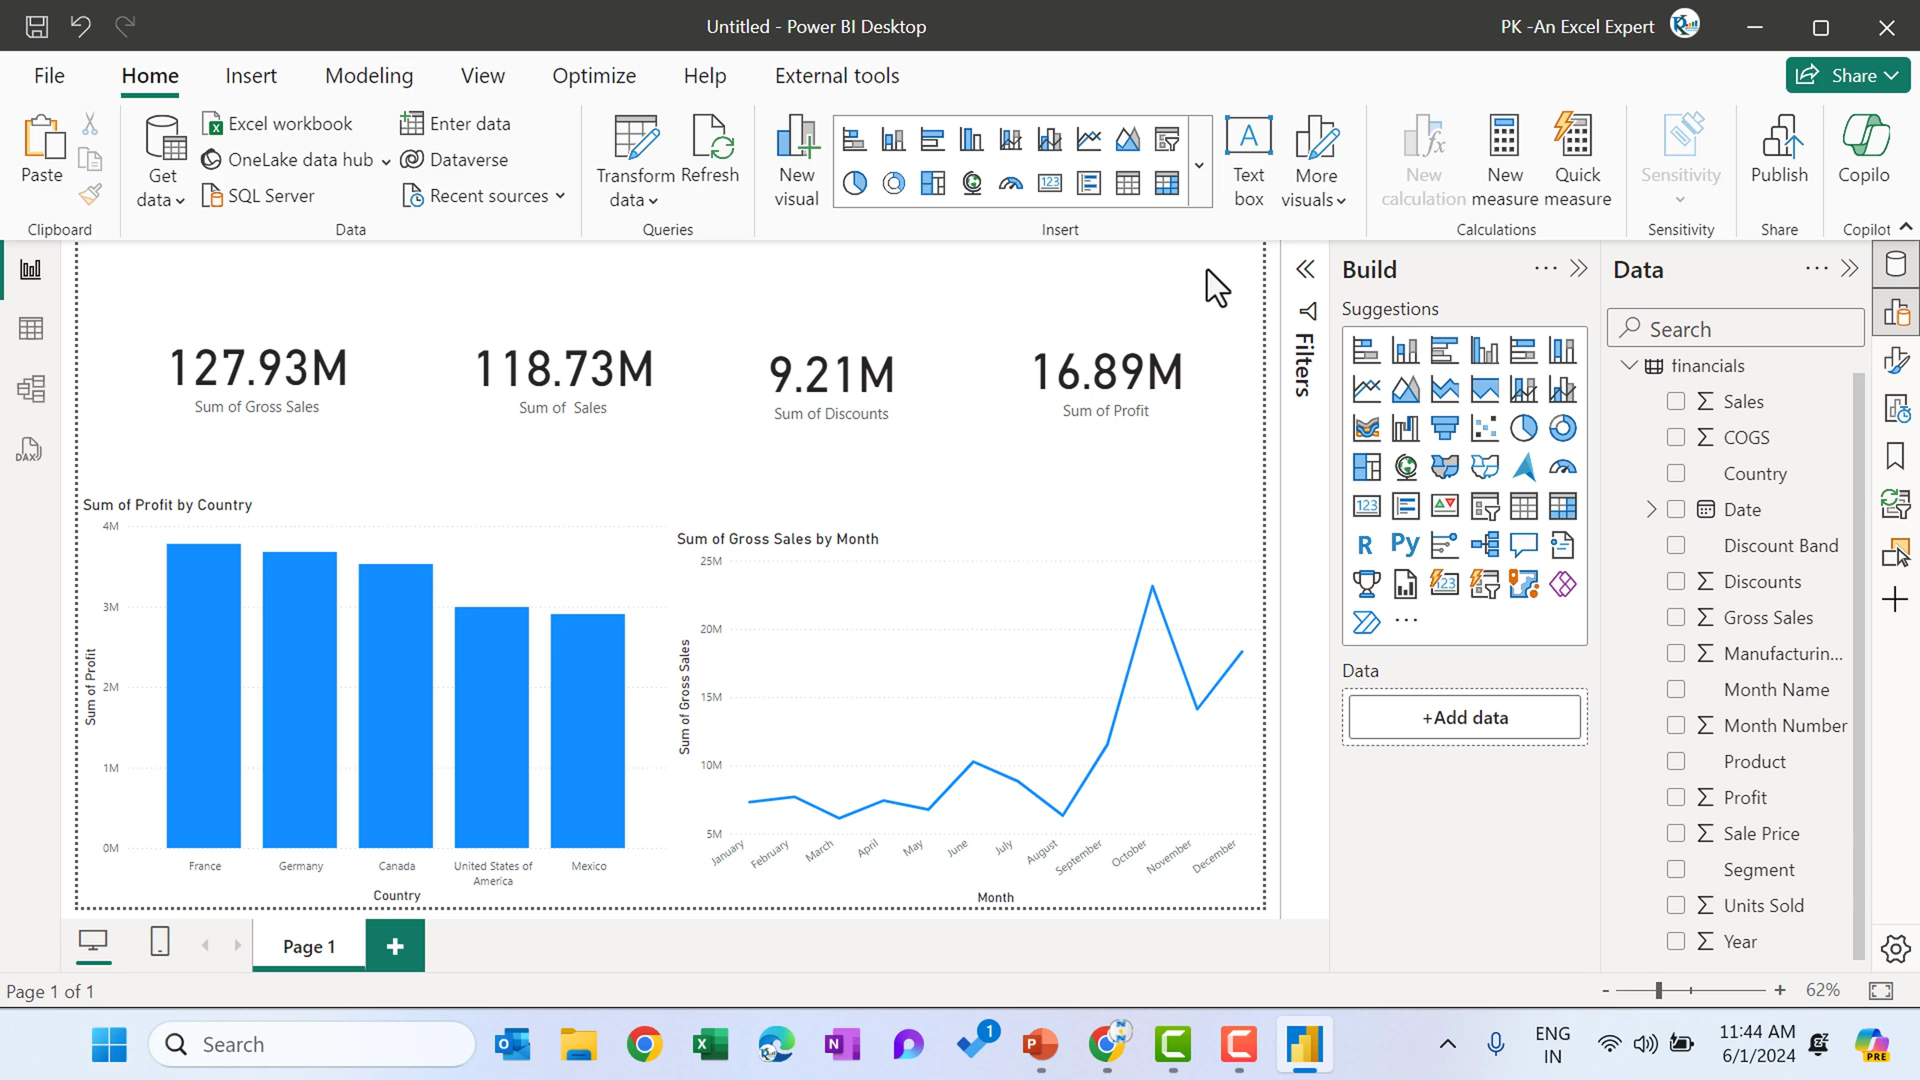 Untitled - Power BI Desktop
PK -An Excel Expert
File
Home
Insert
Modeling
View
Optimize
Help
External tools
Share
Paste
Get
data
Excel workbook
OneLake data hub
SQL Server
Enter data
Dataverse
Recent sources
Transform
data
Refresh
New
visual
123
A
Text
box
More
visuals
New
calculation
New
measure
Quick
measure
Sensitivity
Publish
Copilo
Clipboard
Data
Queries
Insert
Calculations
Sensitivity
Share
Copilot
DAX
127.93M
Sum of Gross Sales
118.73M
Sum of  Sales
9.21M
Sum of Discounts
16.89M
Sum of Profit
Sum of Profit by Country
4M
3M
2M
1M
0M
Sum of Profit
France
Germany
Canada
United States of
America
Mexico
Country
Sum of Gross Sales by Month
25M
20M
15M
10M
5M
Sum of Gross Sales
January
February
March
April
May
June
July
August
September
October
November
December
Month
Filters
Build
Suggestions
123
R
Py
123
Data
+Add data
Data
Search
financials
Sales
COGS
Country
Date
Discount Band
Discounts
Gross Sales
Manufacturin...
Month Name
Month Number
Product
Profit
Sale Price
Segment
Units Sold
Year
Page 1
Page 1 of 1
- + 62%
Search
1
ENG
IN
11:44 AM
6/1/2024
PRE